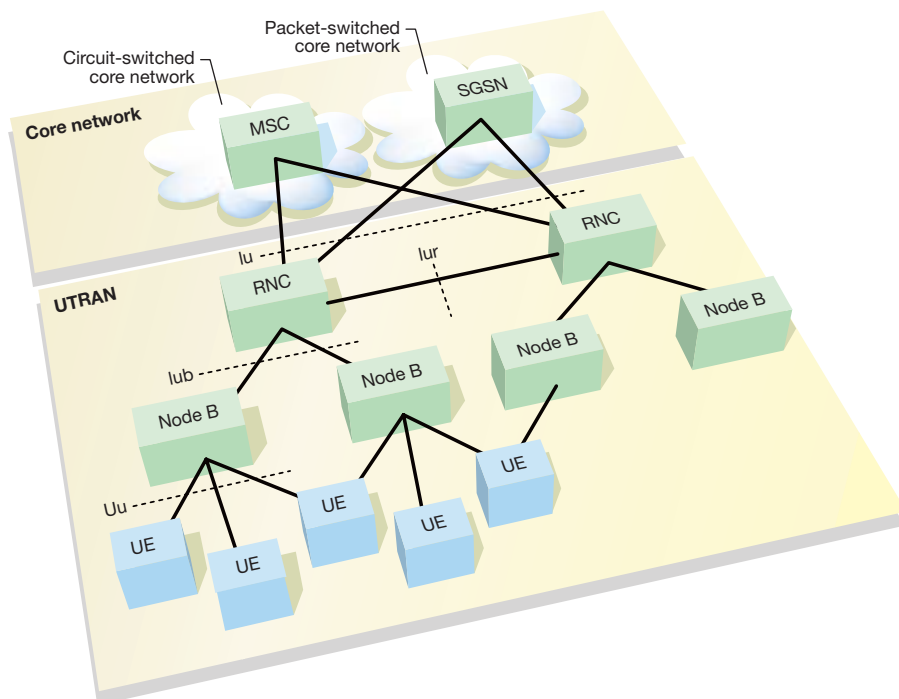 Packet-switched
core network
Circuit-switched
core network
SGSN
Core network
MSC
RNC
Iu
Iur
RNC
UTRAN
Node B
Node B
Iub
Node B
Node B
UE
Uu
UE
UE
UE
UE